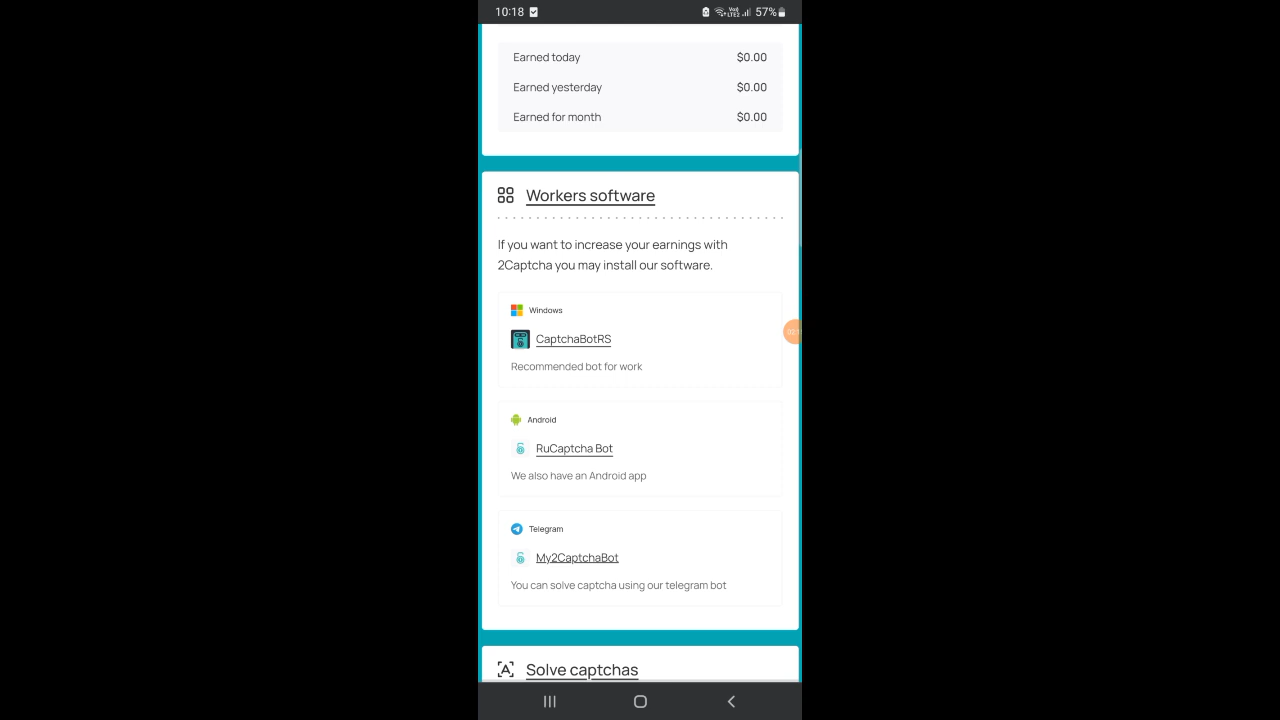 10:18
Vo) LTE2 57%
Earned today $0.00
Earned yesterday $0.00
Earned for month $0.00
Workers software
If you want to increase your earnings with
2Captcha you may install our software.
Windows
CaptchaBotRS
Recommended bot for work
Android
RuCaptcha Bot
We also have an Android app
Telegram
My2CaptchaBot
You can solve captcha using our telegram bot
Solve captchas